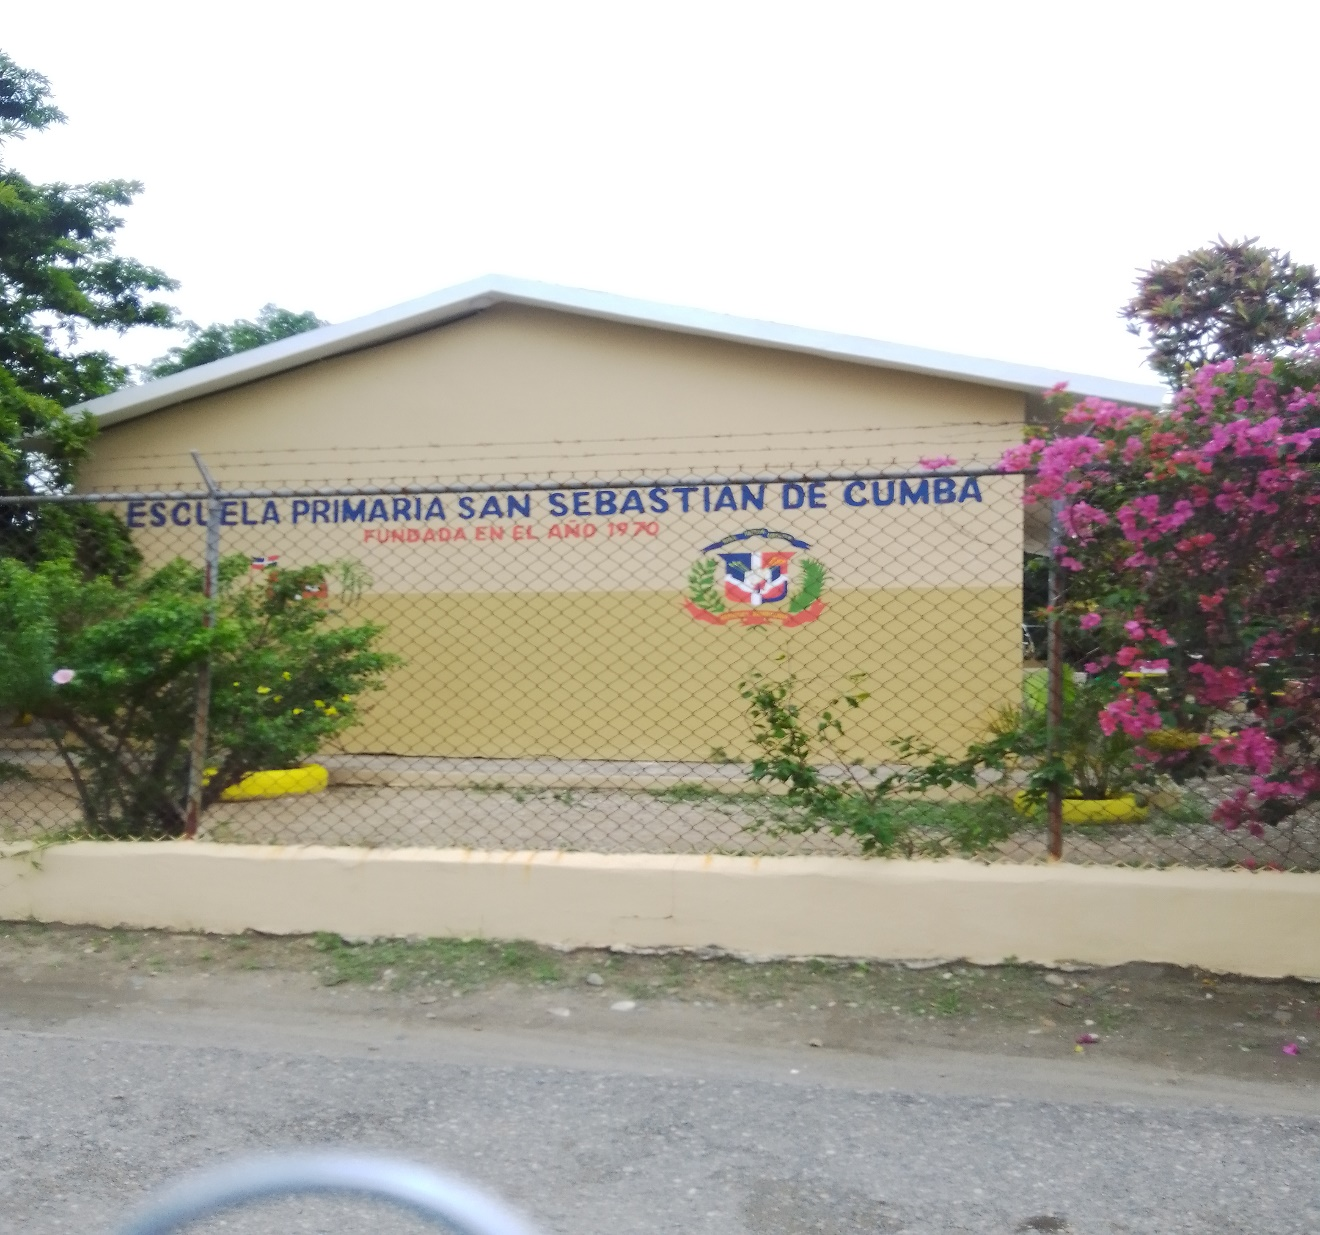 ESCUELA PRIMARIA SAN SEBASTIAN DE CUMBA
FUNDADA EN EL AÑO 1970